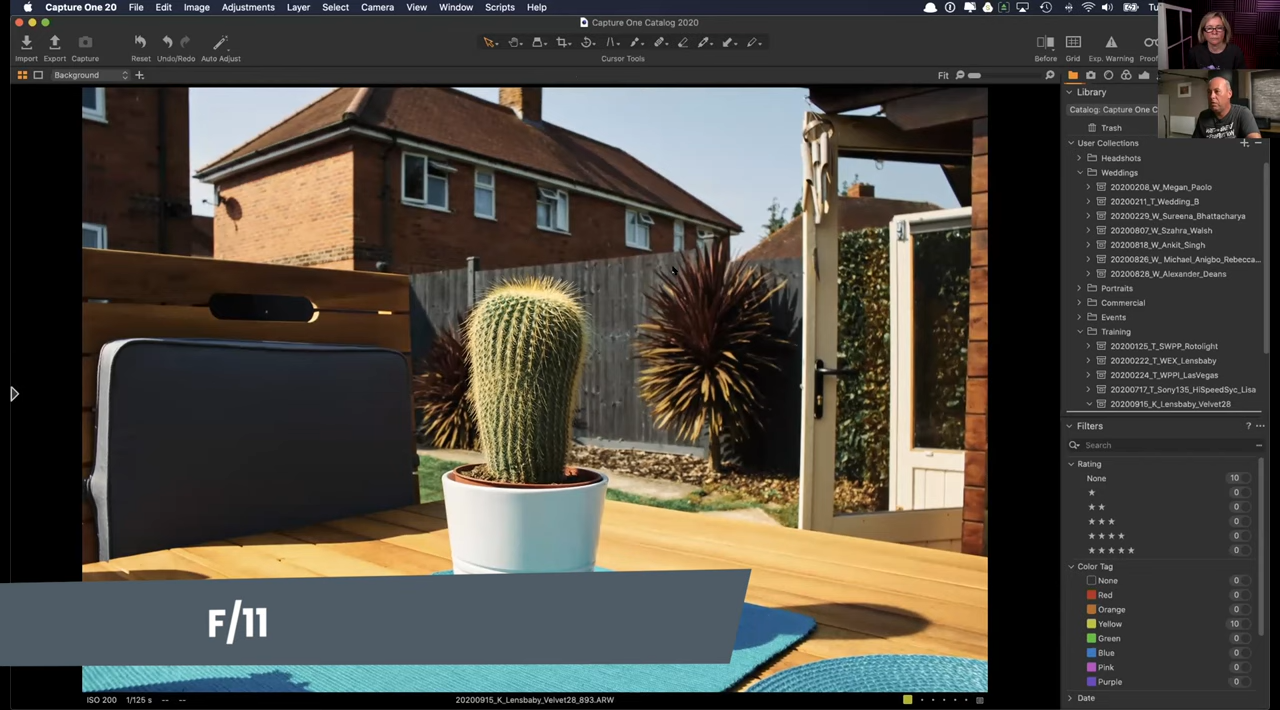 Capture One 20 File Edit Image Adjustments Layer Select Camera View Window Scripts Help
Capture One Catalog 2020
Import Export Capture Reset Undo/Redo Auto Adjust Cursor Tools Before Grid Exp. Warning
Background Fit
Library
Catalog: Capture One C
Trash
User Collections
Headshots
Weddings
20200208_W_Megan_Paolo
20200211_T_Wedding_B
20200229_W_Sureena_Bhattacharya
20200807_W_Szahra_Walsh
20200818_W_Ankit_Singh
20200826_W_Michael_Anigbo_Rebecca...
20200828_W_Alexander_Deans
Portraits
Commercial
Events
Training
20200125_T_SWPP_Rotolight
20200222_T_WEX_Lensbaby
20200224_T_WPPI_LasVegas
20200717_T_Sony135_HiSpeedSyc_Lisa
20200915_K_Lensbaby_Velvet28
Filters ?
Search
Rating
None 10
★ 0
★ ★ 0
★ ★ ★ 0
★ ★ ★ ★ 0
★ ★ ★ ★ ★ 0
Color Tag
None 0
Red 0
Orange 0
Yellow 10
Green 0
Blue 0
Pink 0
Purple 0
Date
F/11
ISO 200 1/125 s -- -- 20200915_K_Lensbaby_Velvet28_893.ARW